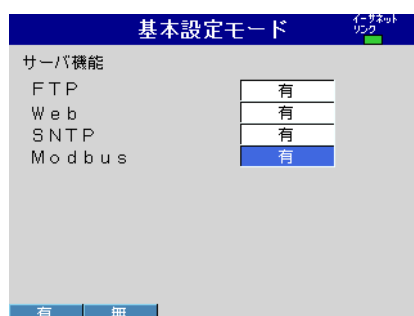 基本設定モード
イーサネット
リンク
サーバ機能
FTP 有
Web 有
SNTP 有
Modbus 有
有 無